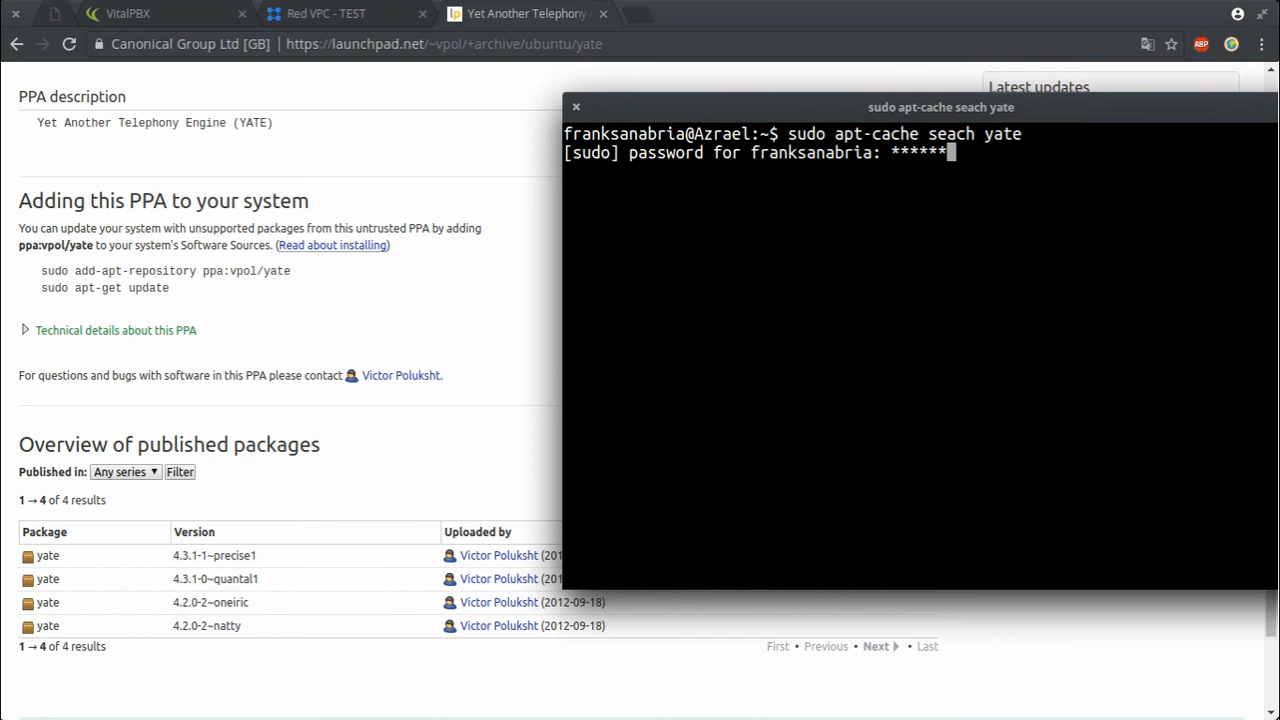 VitalPBX
Red VPC - TEST
Yet Another Telephony
Canonical Group Ltd [GB]
https://launchpad.net/~vpol/+archive/ubuntu/yate
ABP
PPA description
Yet Another Telephony Engine (YATE)
Adding this PPA to your system
You can update your system with unsupported packages from this untrusted PPA by adding
ppa:vpol/yate to your system's Software Sources. (Read about installing)
sudo add-apt-repository ppa:vpol/yate
sudo apt-get update
Technical details about this PPA
For questions and bugs with software in this PPA please contact Victor Poluksht.
Overview of published packages
Published in: Any series Filter
1 → 4 of 4 results
Package Version Uploaded by
yate 4.3.1-1~precise1 Victor Poluksht (201
yate 4.3.1-0~quantal1 Victor Poluksht (201
yate 4.2.0-2~oneiric Victor Poluksht (2012-09-18)
yate 4.2.0-2~natty Victor Poluksht (2012-09-18)
1 → 4 of 4 results
First • Previous • Next • Last
Latest updates
sudo apt-cache seach yate
franksanabria@Azrael:~$ sudo apt-cache seach yate
[sudo] password for franksanabria: ******